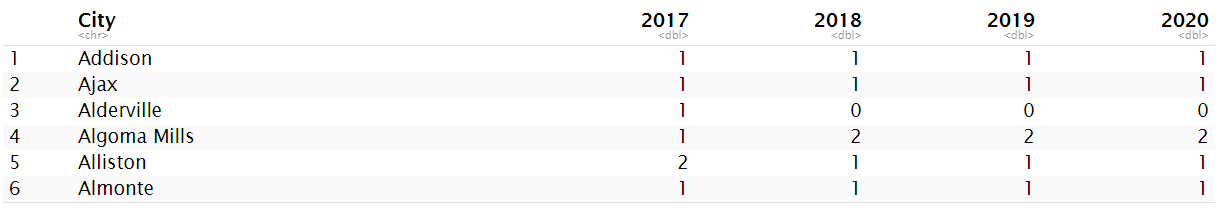 City 2017 2018 2019 2020
<chr> <dbl> <dbl> <dbl> <dbl>
1 Addison 1 1 1 1
2 Ajax 1 1 1 1
3 Alderville 1 0 0 0
4 Algoma Mills 1 2 2 2
5 Alliston 2 1 1 1
6 Almonte 1 1 1 1